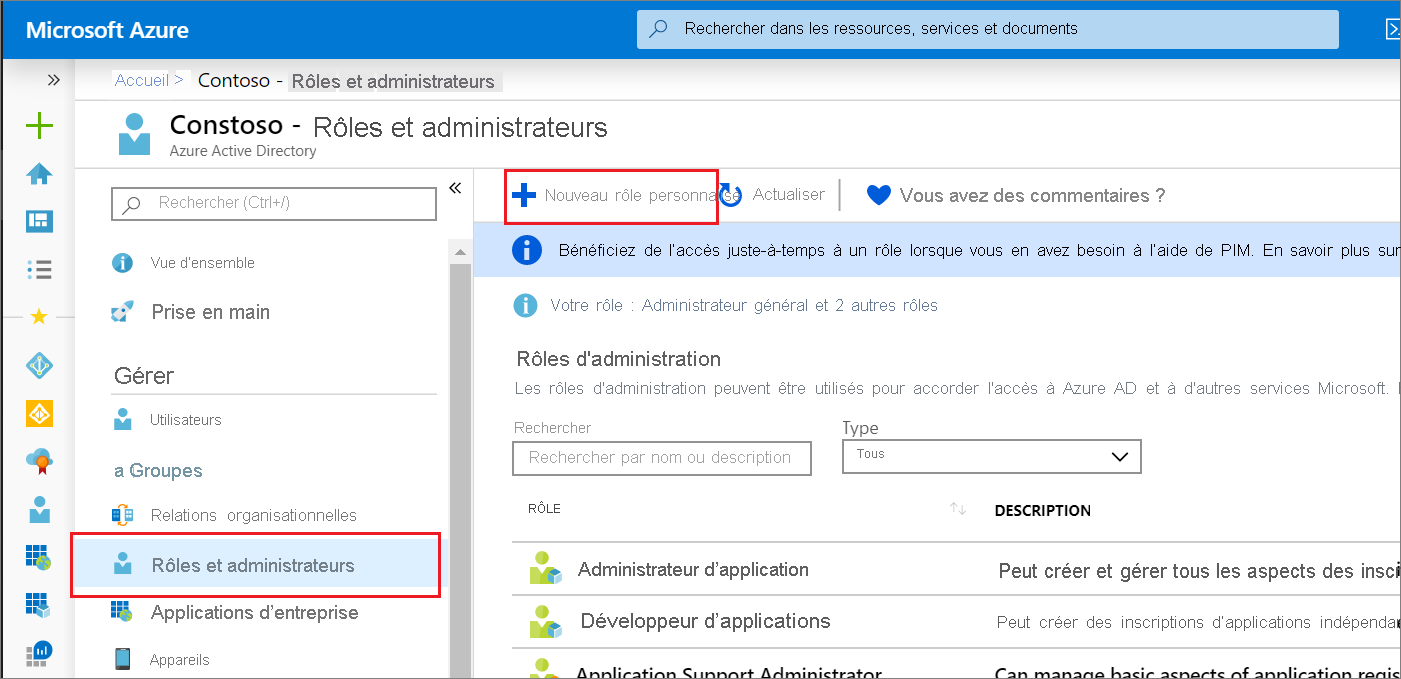 Microsoft Azure
Rechercher dans les ressources, services et documents
Accueil > Contoso - Rôles et administrateurs
Constoso - Rôles et administrateurs
Azure Active Directory
Rechercher (Ctrl+/)
«
Vue d'ensemble
Prise en main
Gérer
Utilisateurs
a Groupes
Relations organisationnelles
Rôles et administrateurs
Applications d’entreprise
Appareils
Nouveau rôle personnalisé
Actualiser
Vous avez des commentaires ?
Bénéficiez de l’accès juste-à-temps à un rôle lorsque vous en avez besoin à l’aide de PIM. En savoir plus sur
Votre rôle : Administrateur général et 2 autres rôles
Rôles d'administration
Les rôles d'administration peuvent être utilisés pour accorder l'accès à Azure AD et à d'autres services Microsoft.
Rechercher
Type
Rechercher par nom ou description
Tous
RÔLE
DESCRIPTION
Administrateur d’application
Peut créer et gérer tous les aspects des
Développeur d’applications
Peut créer des inscriptions d'applications
Application Support Administrator
Can manage basic aspects of application